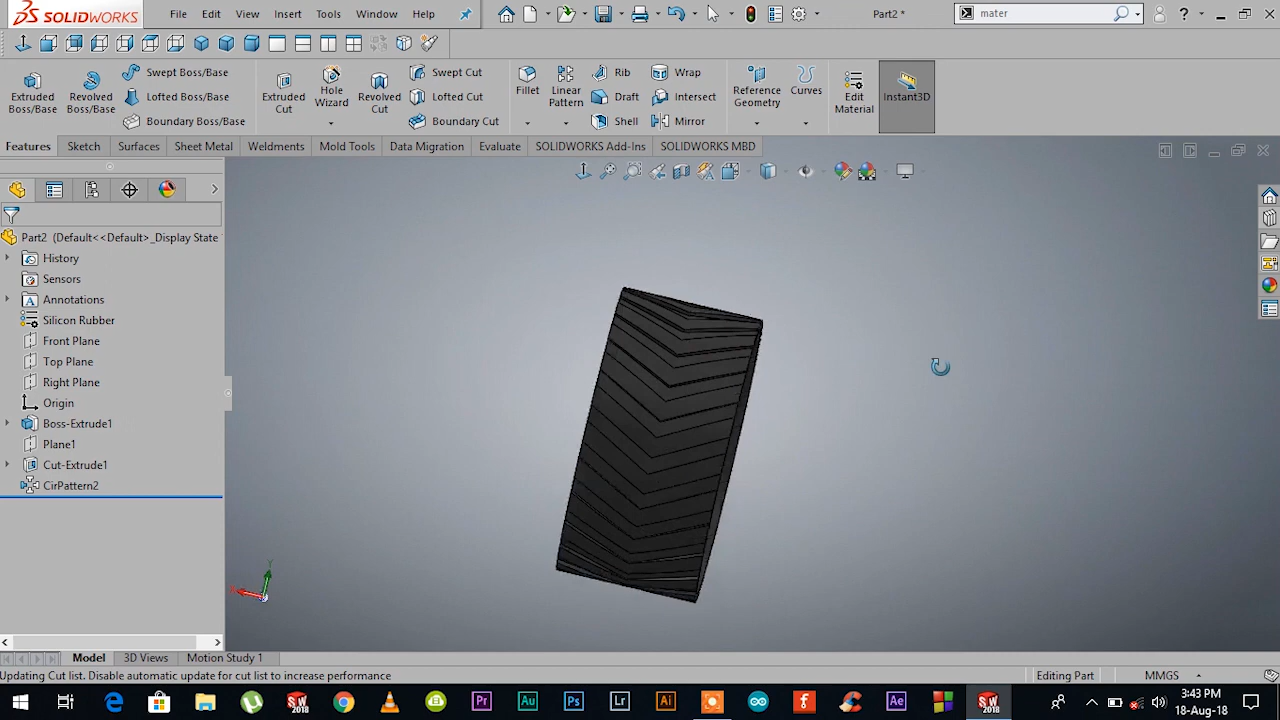 SOLIDWORKS File Edit View Insert Tools Window Help Part2 * mater
Extruded Boss/Base
Revolved Boss/Base
Swept Boss/Base
Lofted Boss/Base
Boundary Boss/Base
Extruded Cut
Hole Wizard
Revolved Cut
Swept Cut
Lofted Cut
Boundary Cut
Fillet
Linear Pattern
Rib
Draft
Shell
Wrap
Intersect
Mirror
Reference Geometry
Curves
Edit Material
Instant3D
Features Sketch Surfaces Sheet Metal Weldments Mold Tools Data Migration Evaluate SOLIDWORKS Add-Ins SOLIDWORKS MBD
Part2 (Default<<Default>_Display State
History
Sensors
Annotations
Silicon Rubber
Front Plane
Top Plane
Right Plane
Origin
Boss-Extrude1
Plane1
Cut-Extrude1
CirPattern2
Model 3D Views Motion Study 1
Updating Cut list. Disable automatic update for cut list to increase performance Editing Part MMGS
3:43 PM
18-Aug-18